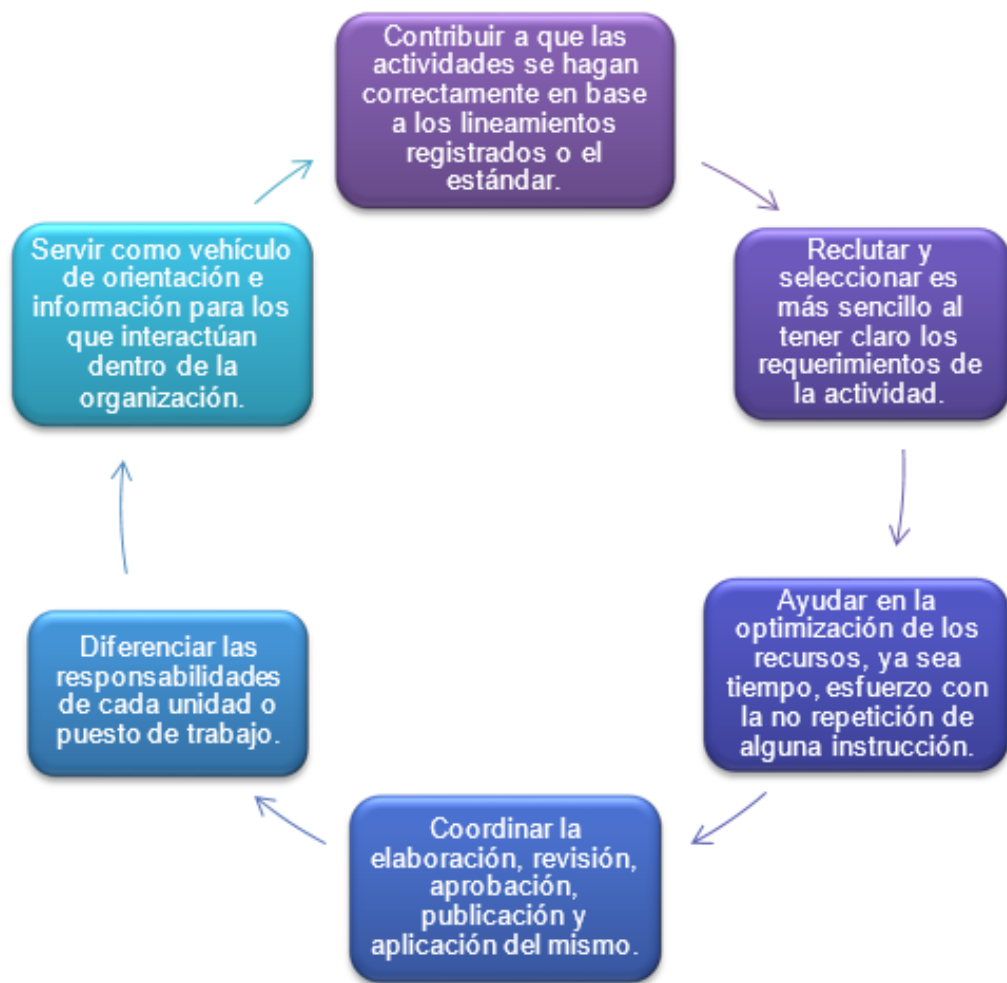 Contribuir a que las
actividades se hagan
correctamente en base
a los lineamientos
registrados o el
estándar.
Reclutar y
seleccionar es
más sencillo al
tener claro los
requerimientos de
la actividad.
Ayudar en la
optimización de los
recursos, ya sea
tiempo, esfuerzo con
la no repetición de
alguna instrucción.
Coordinar la
elaboración, revisión,
aprobación,
publicación y
aplicación del mismo.
Diferenciar las
responsabilidades
de cada unidad o
puesto de trabajo.
Servir como vehículo
de orientación e
información para los
que interactúan
dentro de la
organización.